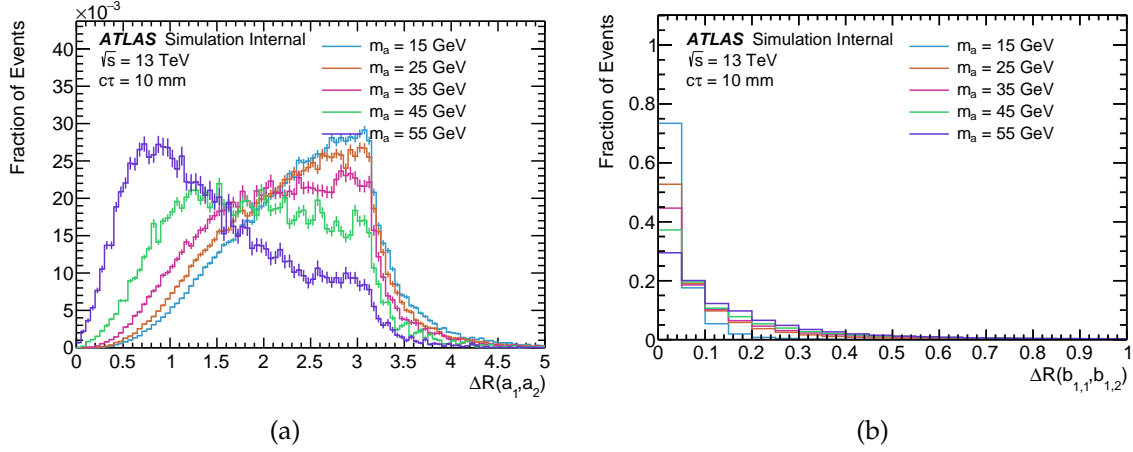 ×10⁻³
Fraction of Events
40
35
30
25
20
15
10
5
0
ATLAS Simulation Internal
√s = 13 TeV
cτ = 10 mm
mₐ = 15 GeV
mₐ = 25 GeV
mₐ = 35 GeV
mₐ = 45 GeV
mₐ = 55 GeV
0 0.5 1 1.5 2 2.5 3 3.5 4 4.5 5
ΔR(a₁,a₂)
(a)
Fraction of Events
1
0.8
0.6
0.4
0.2
0
ATLAS Simulation Internal
√s = 13 TeV
cτ = 10 mm
mₐ = 15 GeV
mₐ = 25 GeV
mₐ = 35 GeV
mₐ = 45 GeV
mₐ = 55 GeV
0 0.1 0.2 0.3 0.4 0.5 0.6 0.7 0.8 0.9 1
ΔR(b₁,₁,b₁,₂)
(b)